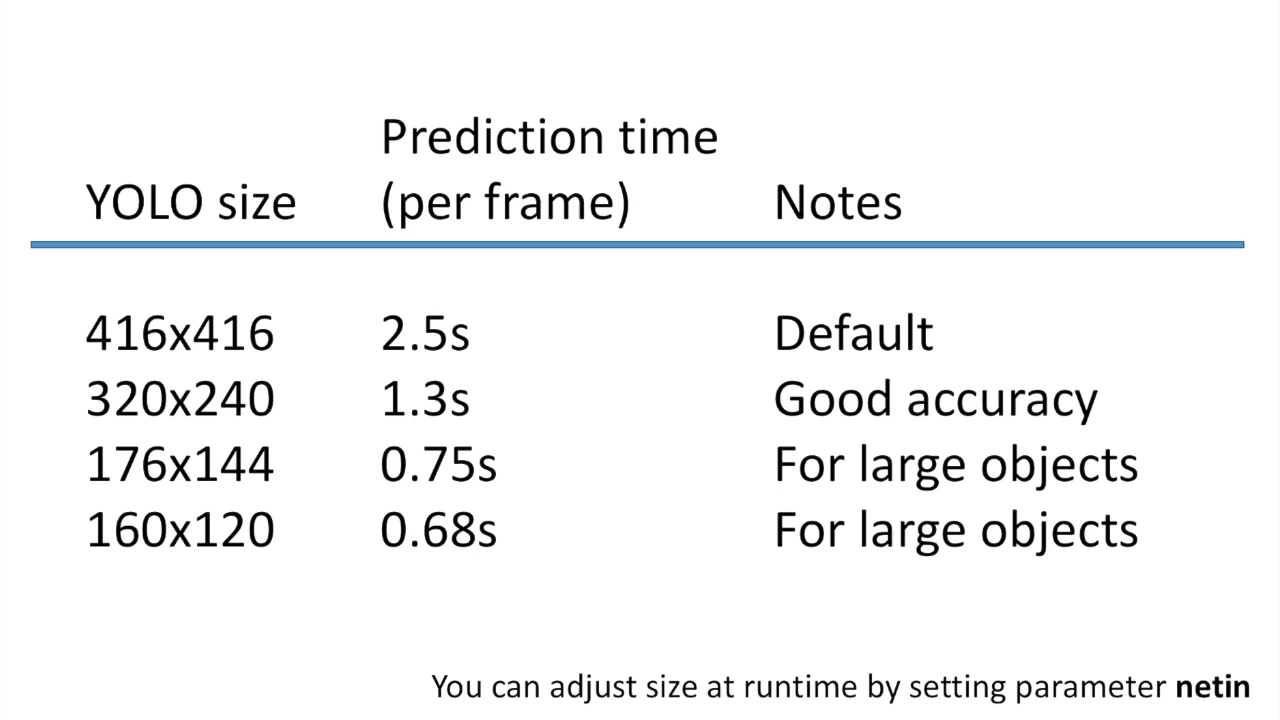 Prediction time
YOLO size (per frame) Notes
416x416 2.5s Default
320x240 1.3s Good accuracy
176x144 0.75s For large objects
160x120 0.68s For large objects
You can adjust size at runtime by setting parameter netin